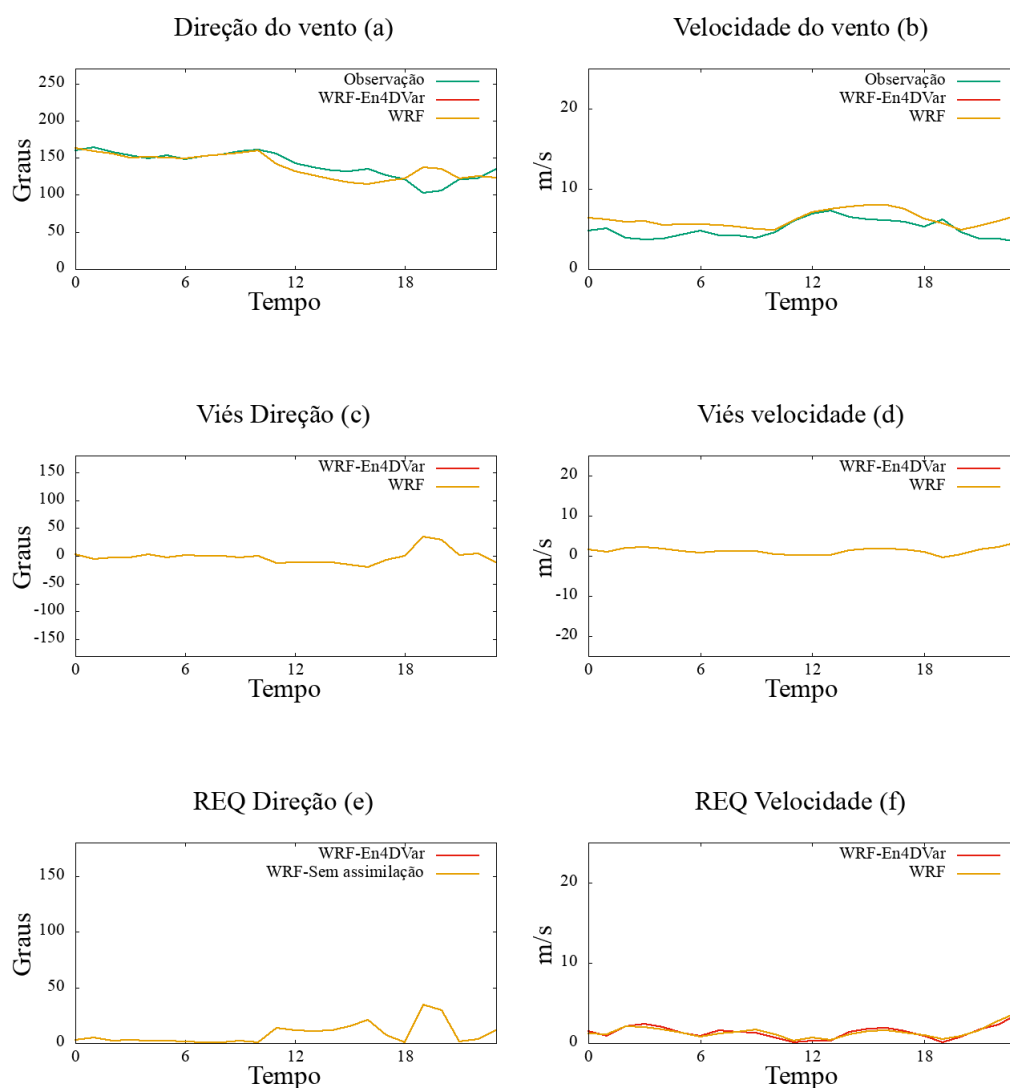 Direção do vento (a)
Observação
WRF-En4DVar
WRF
Graus
250
200
150
100
50
0
0 6 12 18
Tempo
Velocidade do vento (b)
Observação
WRF-En4DVar
WRF
m/s
20
10
0
0 6 12 18
Tempo
Viés Direção (c)
WRF-En4DVar
WRF
Graus
150
100
50
0
-50
-100
-150
0 6 12 18
Tempo
Viés velocidade (d)
WRF-En4DVar
WRF
m/s
20
10
0
-10
-20
0 6 12 18
Tempo
REQ Direção (e)
WRF-En4DVar
WRF-Sem assimilação
Graus
150
100
50
0
0 6 12 18
Tempo
REQ Velocidade (f)
WRF-En4DVar
WRF
m/s
20
10
0
0 6 12 18
Tempo